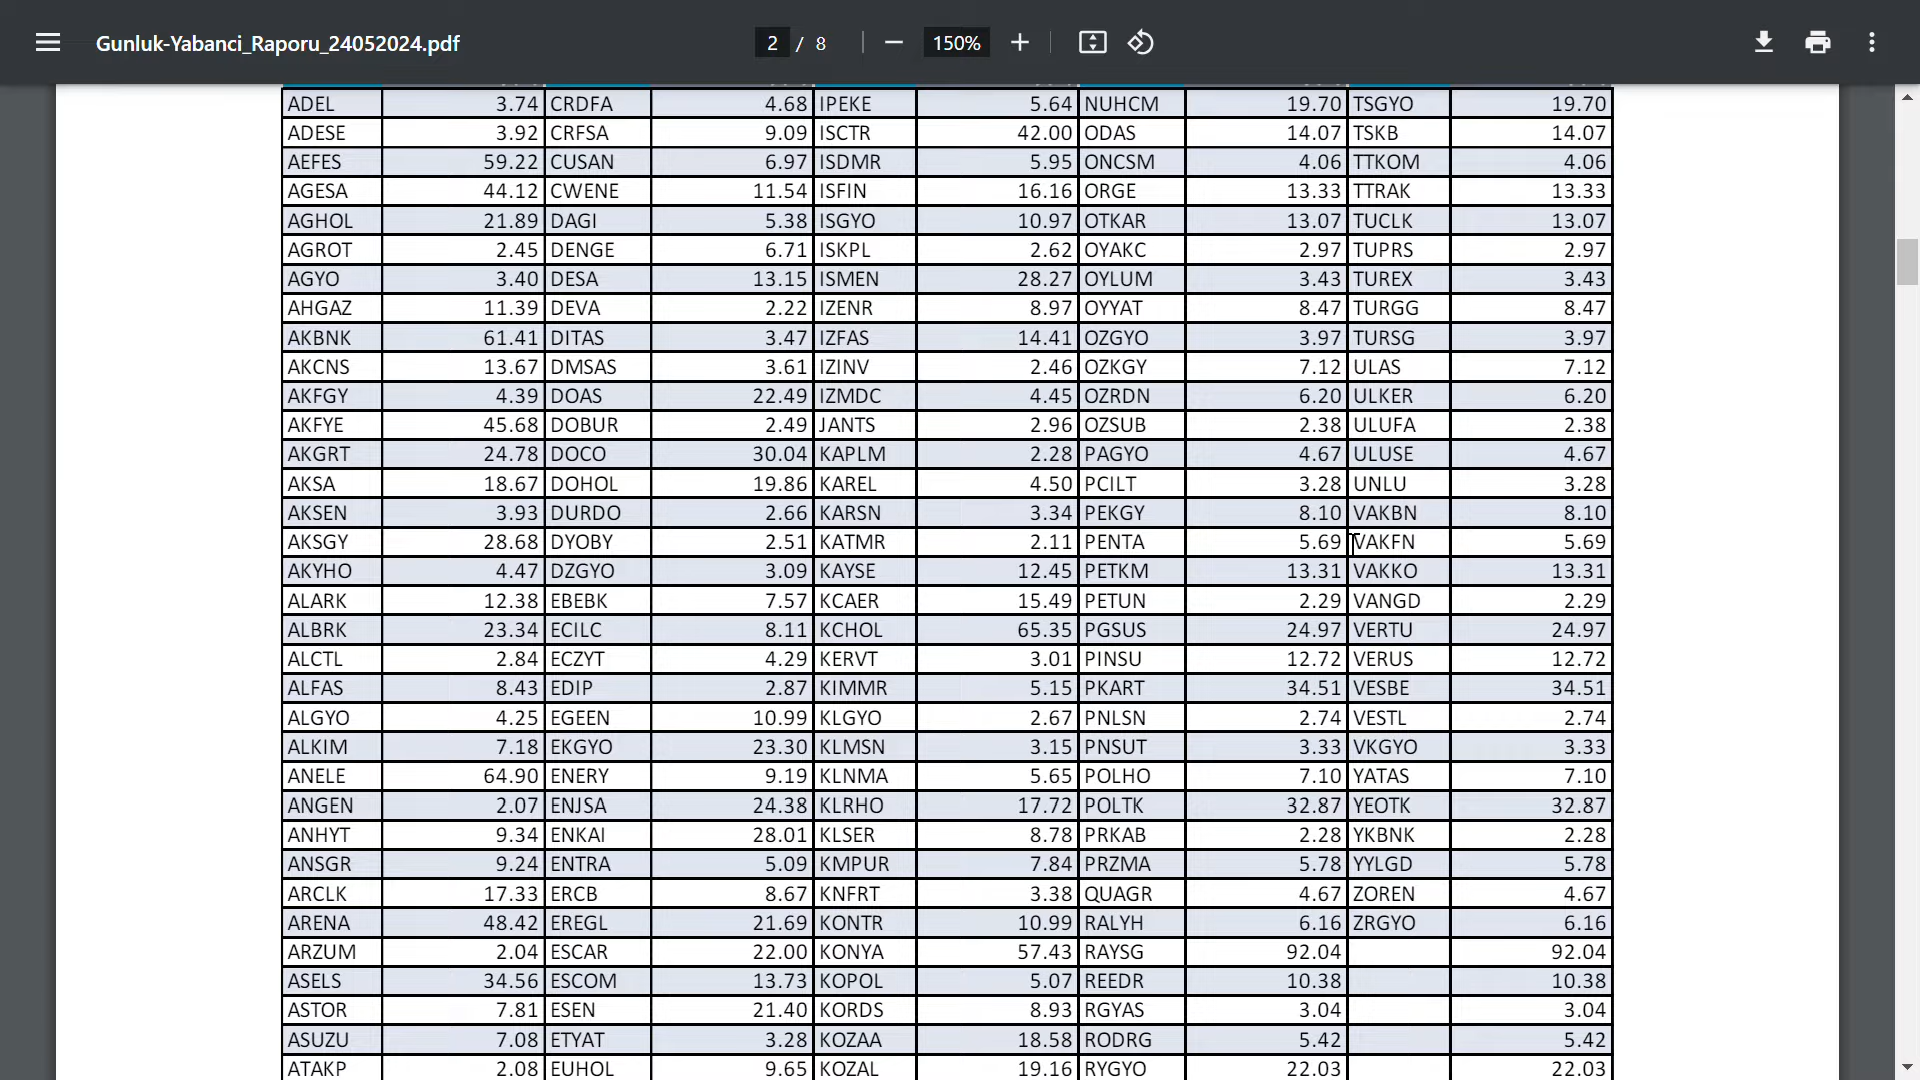 Gunluk-Yabanci_Raporu_24052024.pdf 2 / 8 150%
ADEL 3.74 CRDFA 4.68 IPEKE 5.64 NUHCM 19.70 TSGYO 19.70
ADESE 3.92 CRFSA 9.09 ISCTR 42.00 ODAS 14.07 TSKB 14.07
AEFES 59.22 CUSAN 6.97 ISDMR 5.95 ONCSM 4.06 TTKOM 4.06
AGESA 44.12 CWENE 11.54 ISFIN 16.16 ORGE 13.33 TTRAK 13.33
AGHOL 21.89 DAGI 5.38 ISGYO 10.97 OTKAR 13.07 TUCLK 13.07
AGROT 2.45 DENGE 6.71 ISKPL 2.62 OYAKC 2.97 TUPRS 2.97
AGYO 3.40 DESA 13.15 ISMEN 28.27 OYLUM 3.43 TUREX 3.43
AHGAZ 11.39 DEVA 2.22 IZENR 8.97 OYYAT 8.47 TURGG 8.47
AKBNK 61.41 DITAS 3.47 IZFAS 14.41 OZGYO 3.97 TURSG 3.97
AKCNS 13.67 DMSAS 3.61 IZINV 2.46 OZKGY 7.12 ULAS 7.12
AKFGY 4.39 DOAS 22.49 IZMDC 4.45 OZRDN 6.20 ULKER 6.20
AKFYE 45.68 DOBUR 2.49 JANTS 2.96 OZSUB 2.38 ULUFA 2.38
AKGRT 24.78 DOCO 30.04 KAPLM 2.28 PAGYO 4.67 ULUSE 4.67
AKSA 18.67 DOHOL 19.86 KAREL 4.50 PCILT 3.28 UNLU 3.28
AKSEN 3.93 DURDO 2.66 KARSN 3.34 PEKGY 8.10 VAKBN 8.10
AKSGY 28.68 DYOBY 2.51 KATMR 2.11 PENTA 5.69 VAKFN 5.69
AKYHO 4.47 DZGYO 3.09 KAYSE 12.45 PETKM 13.31 VAKKO 13.31
ALARK 12.38 EBEBK 7.57 KCAER 15.49 PETUN 2.29 VANGD 2.29
ALBRK 23.34 ECILC 8.11 KCHOL 65.35 PGSUS 24.97 VERTU 24.97
ALCTL 2.84 ECZYT 4.29 KERVT 3.01 PINSU 12.72 VERUS 12.72
ALFAS 8.43 EDIP 2.87 KIMMR 5.15 PKART 34.51 VESBE 34.51
ALGYO 4.25 EGEEN 10.99 KLGYO 2.67 PNLSN 2.74 VESTL 2.74
ALKIM 7.18 EKGYO 23.30 KLMSN 3.15 PNSUT 3.33 VKGYO 3.33
ANELE 64.90 ENERY 9.19 KLNMA 5.65 POLHO 7.10 YATAS 7.10
ANGEN 2.07 ENJSA 24.38 KLRHO 17.72 POLTK 32.87 YEOTK 32.87
ANHYT 9.34 ENKAI 28.01 KLSER 8.78 PRKAB 2.28 YKBNK 2.28
ANSGR 9.24 ENTRA 5.09 KMPUR 7.84 PRZMA 5.78 YYLGD 5.78
ARCLK 17.33 ERCB 8.67 KNFRT 3.38 QUAGR 4.67 ZOREN 4.67
ARENA 48.42 EREGL 21.69 KONTR 10.99 RALYH 6.16 ZRGYO 6.16
ARZUM 2.04 ESCAR 22.00 KONYA 57.43 RAYSG 92.04 92.04
ASELS 34.56 ESCOM 13.73 KOPOL 5.07 REEDR 10.38 10.38
ASTOR 7.81 ESEN 21.40 KORDS 8.93 RGYAS 3.04 3.04
ASUZU 7.08 ETYAT 3.28 KOZAA 18.58 RODRG 5.42 5.42
ATAKP 2.08 EUHOL 9.65 KOZAL 19.16 RYGYO 22.03 22.03